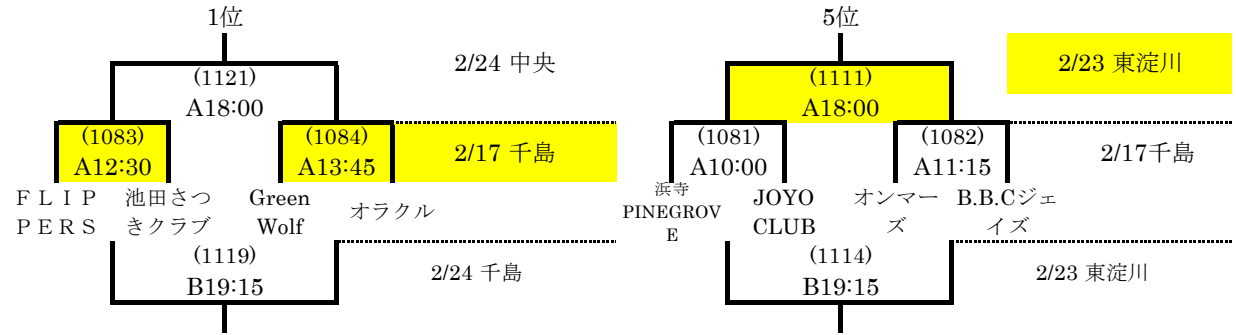 1位
5位
2/24 中央
2/23 東淀川
(1121)
A18:00
(1111)
A18:00
(1083)
A12:30
(1084)
A13:45
2/17 千島
(1081)
A10:00
(1082)
A11:15
2/17千島
ＦＬＩＰ
ＰＥＲＳ
池田さつ
きクラブ
Green
Wolf
オラクル
浜寺
PINEGROV
E
JOYO
CLUB
オンマー
ズ
B.B.Cジェ
イズ
(1119)
B19:15
2/24 千島
(1114)
B19:15
2/23 東淀川